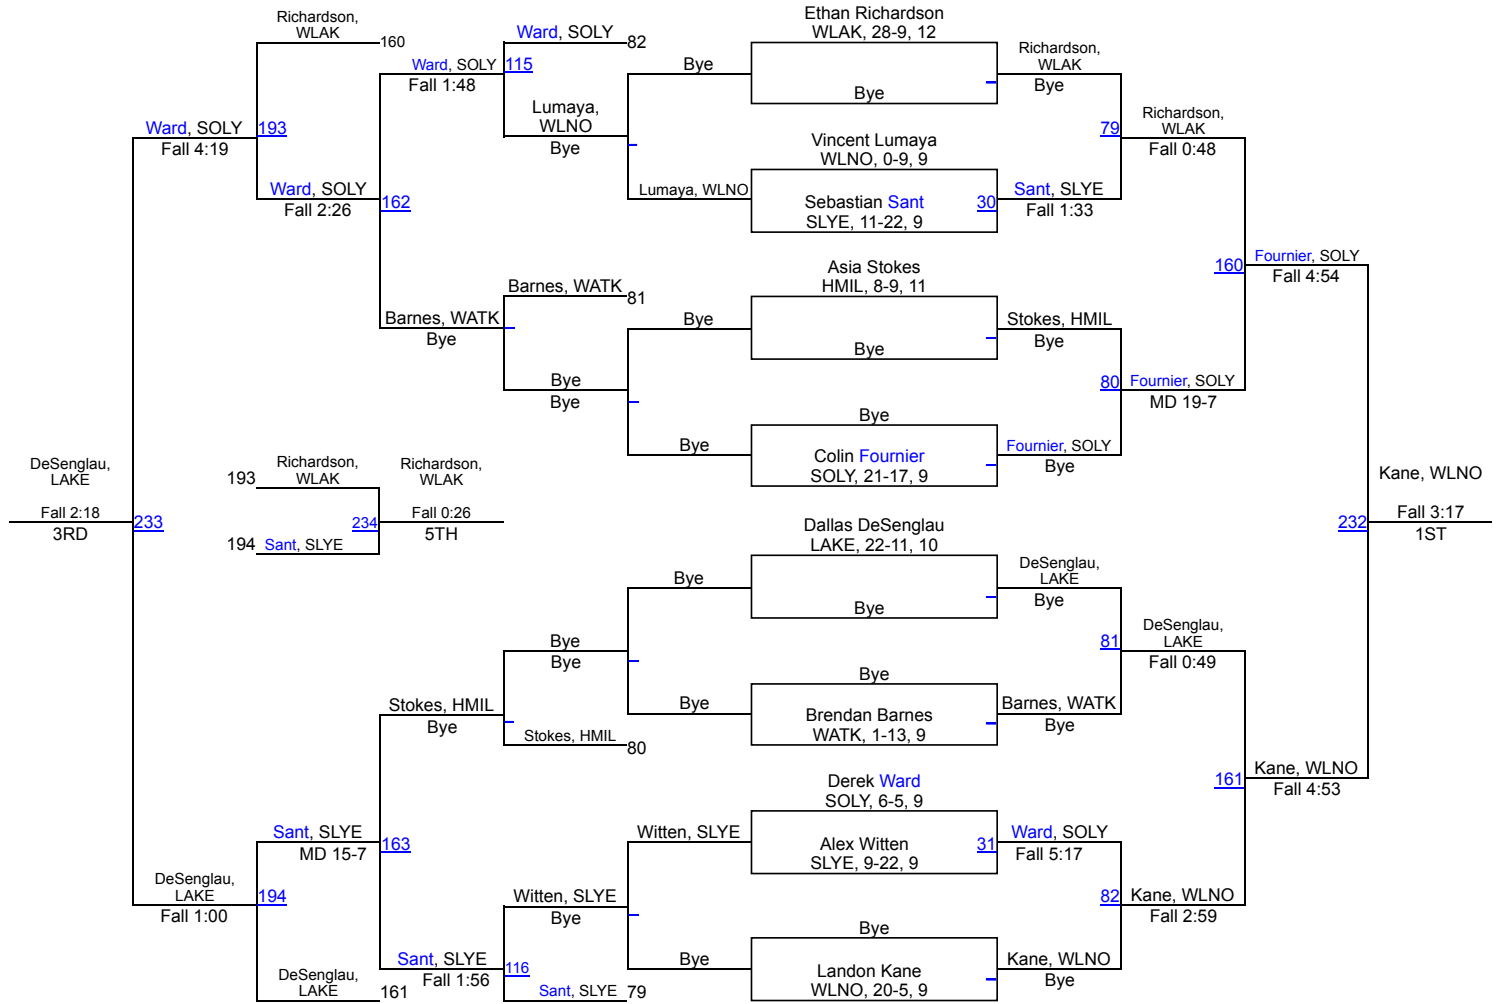 Richardson,
WLAK
160
Ward, SOLY
Fall 4:19
193
Ward, SOLY
Fall 2:26
162
Ward, SOLY
Fall 1:48
115
Ward, SOLY
82
Lumaya,
WLNO
Bye
Bye
Lumaya, WLNO
Ethan Richardson
WLAK, 28-9, 12
Bye
Richardson,
WLAK
Bye
Vincent Lumaya
WLNO, 0-9, 9
Sebastian Sant
SLYE, 11-22, 9
30
Sant, SLYE
Fall 1:33
79
Richardson,
WLAK
Fall 0:48
Barnes, WATK
Bye
Barnes, WATK
81
Bye
Bye
Bye
Bye
Asia Stokes
HMIL, 8-9, 11
Bye
Stokes, HMIL
Bye
Bye
Colin Fournier
SOLY, 21-17, 9
Fournier, SOLY
Bye
80
Fournier, SOLY
MD 19-7
160
Fournier, SOLY
Fall 4:54
DeSenglau,
LAKE
Fall 2:18
3RD
233
193
Richardson,
WLAK
194
Sant, SLYE
234
Richardson,
WLAK
Fall 0:26
5TH
232
Kane, WLNO
Fall 3:17
1ST
Dallas DeSenglau
LAKE, 22-11, 10
Bye
Bye
DeSenglau,
LAKE
Bye
Bye
Bye
Bye
Bye
Brendan Barnes
WATK, 1-13, 9
Barnes, WATK
Bye
81
DeSenglau,
LAKE
Fall 0:49
Stokes, HMIL
Bye
Stokes, HMIL
80
161
Kane, WLNO
Fall 4:53
Sant, SLYE
MD 15-7
163
Witten, SLYE
Derek Ward
SOLY, 6-5, 9
Alex Witten
SLYE, 9-22, 9
31
Ward, SOLY
Fall 5:17
DeSenglau,
LAKE
Fall 1:00
194
Witten, SLYE
Bye
82
Kane, WLNO
Fall 2:59
Sant, SLYE
Fall 1:56
116
Sant, SLYE
79
Bye
Bye
Landon Kane
WLNO, 20-5, 9
Kane, WLNO
Bye
DeSenglau,
LAKE
161